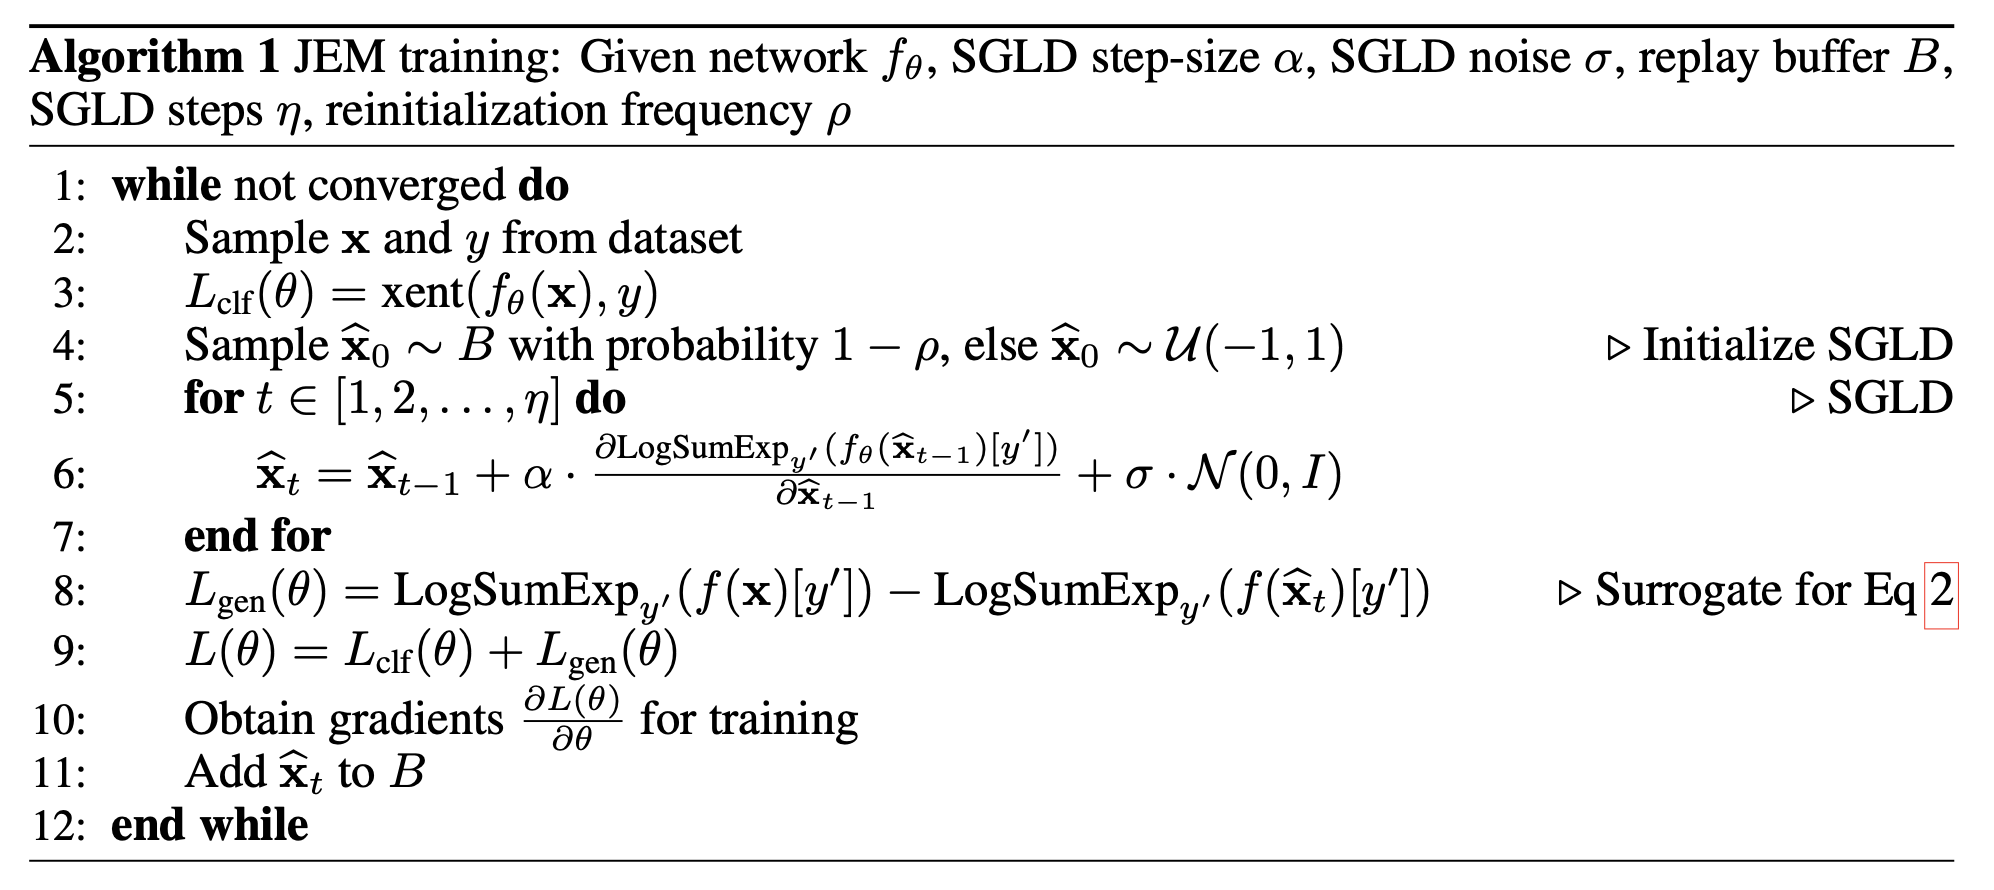 Algorithm 1 JEM training: Given network $f_\theta$, SGLD step-size $\alpha$, SGLD noise $\sigma$, replay buffer $B$,
SGLD steps $\eta$, reinitialization frequency $\rho$
1: while not converged do
2: Sample $\mathbf{x}$ and $y$ from dataset
3: $L_{\text{clf}}(\theta) = \text{xent}(f_\theta(\mathbf{x}), y)$
4: Sample $\widehat{\mathbf{x}}_0 \sim B$ with probability $1 - \rho$, else $\widehat{\mathbf{x}}_0 \sim \mathcal{U}(-1, 1)$ ▷ Initialize SGLD
5: for $t \in [1, 2, \ldots, \eta]$ do ▷ SGLD
6: $\widehat{\mathbf{x}}_t = \widehat{\mathbf{x}}_{t-1} + \alpha \cdot \frac{\partial \text{LogSumExp}_{y'}(f_\theta(\widehat{\mathbf{x}}_{t-1})[y'])}{\partial \widehat{\mathbf{x}}_{t-1}} + \sigma \cdot \mathcal{N}(0, I)$
7: end for
8: $L_{\text{gen}}(\theta) = \text{LogSumExp}_{y'}(f(\mathbf{x})[y']) - \text{LogSumExp}_{y'}(f(\widehat{\mathbf{x}}_t)[y'])$ ▷ Surrogate for Eq 2
9: $L(\theta) = L_{\text{clf}}(\theta) + L_{\text{gen}}(\theta)$
10: Obtain gradients $\frac{\partial L(\theta)}{\partial \theta}$ for training
11: Add $\widehat{\mathbf{x}}_t$ to $B$
12: end while